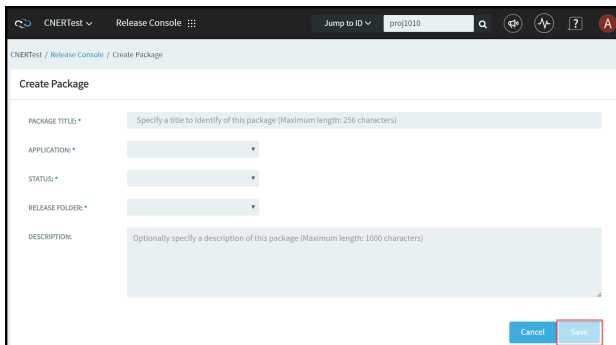 CNERTest Release Console Jump to ID proj1010 ? A
CNERTest / Release Console / Create Package
Create Package
PACKAGE TITLE: * Specify a title to identify of this package (Maximum length: 256 characters)
APPLICATION: *
STATUS: *
RELEASE FOLDER: *
DESCRIPTION: Optionally specify a description of this package (Maximum length: 1000 characters)
Cancel Save